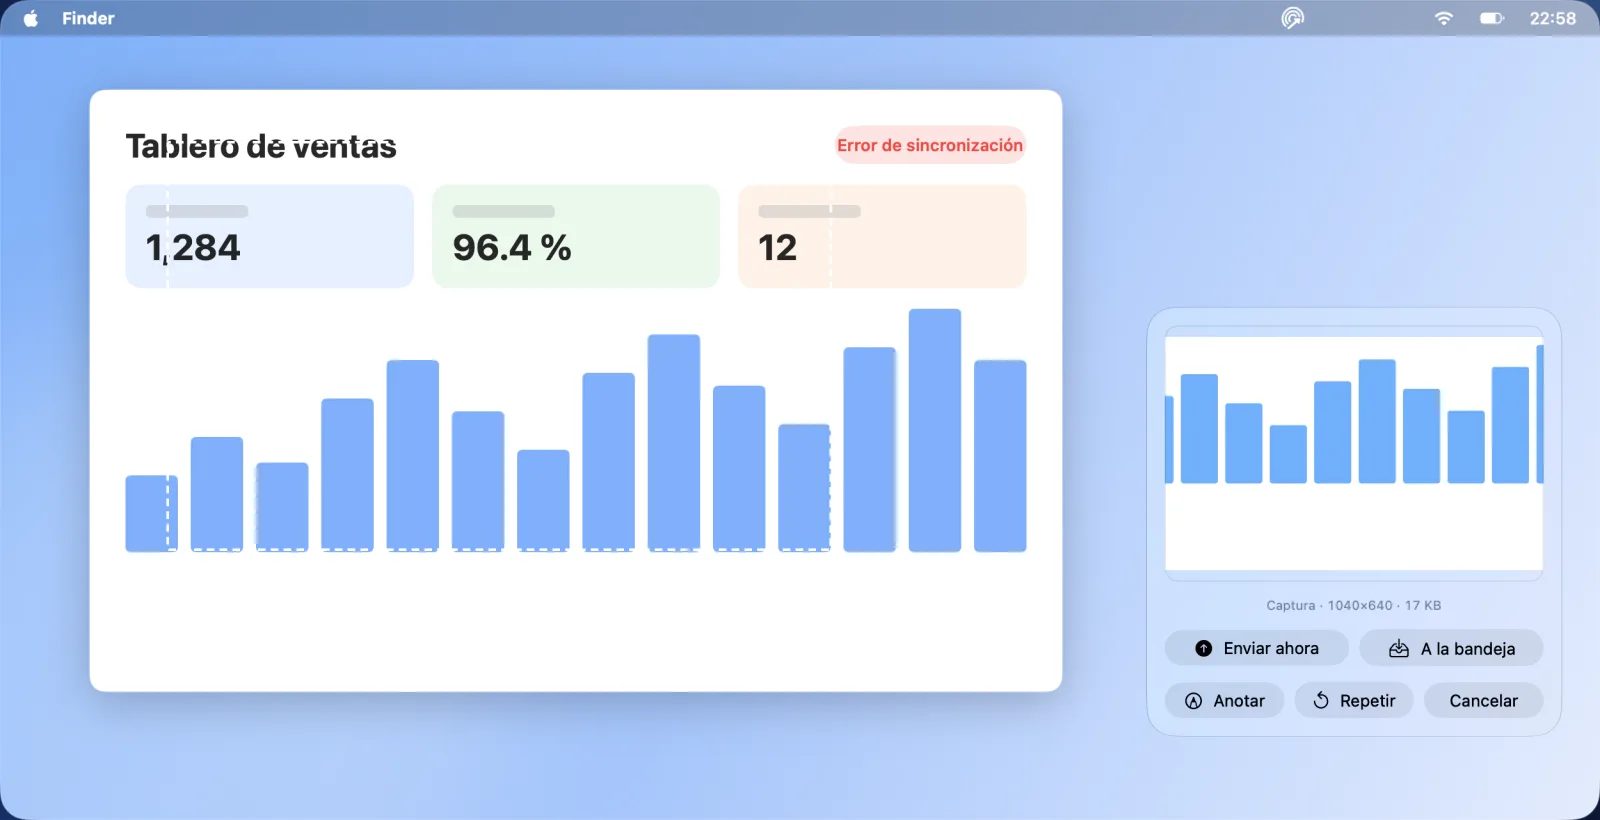 Finder
22:58
Tablero de ventas
Error de sincronización
1,284
96.4 %
12
Captura · 1040×640 · 17 KB
Enviar ahora
A la bandeja
Anotar
Repetir
Cancelar